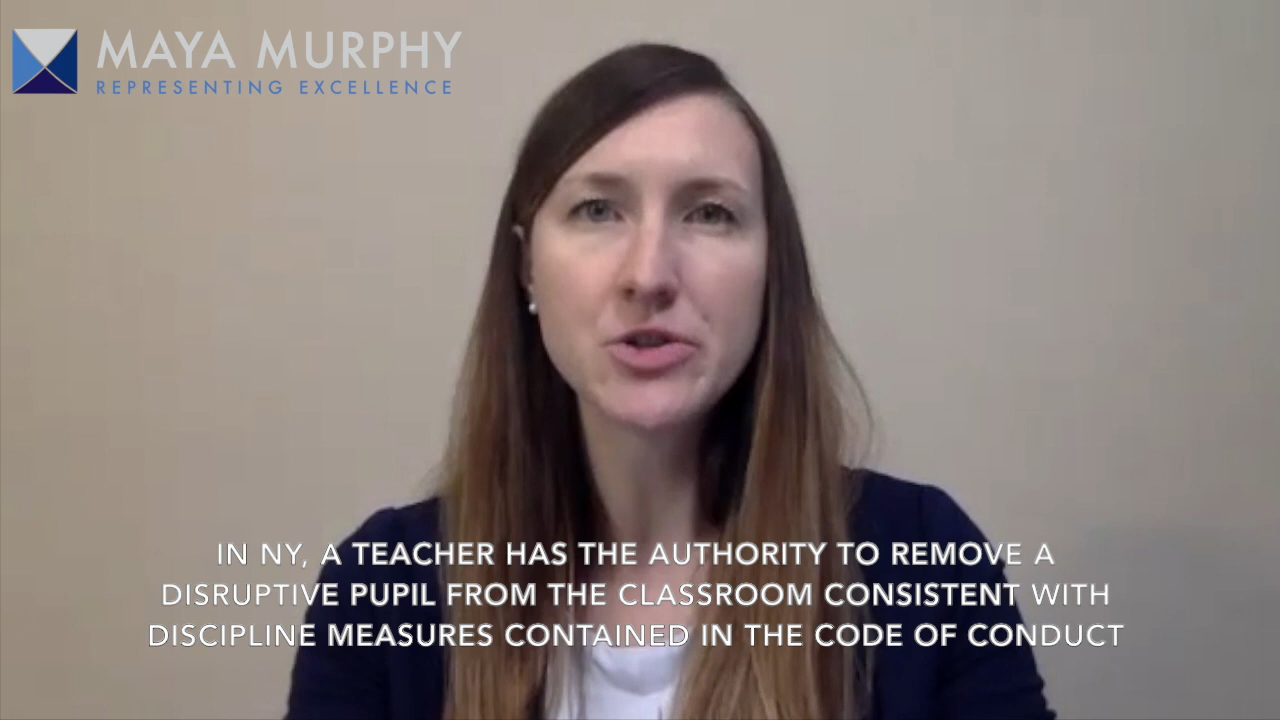 MAYA MURPHY
REPRESENTING EXCELLENCE
IN NY, A TEACHER HAS THE AUTHORITY TO REMOVE A
DISRUPTIVE PUPIL FROM THE CLASSROOM CONSISTENT WITH
DISCIPLINE MEASURES CONTAINED IN THE CODE OF CONDUCT